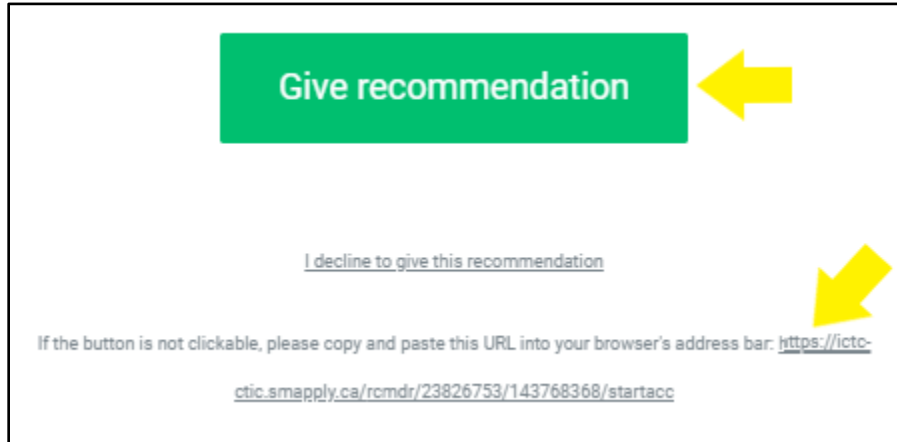 Give recommendation
I decline to give this recommendation
If the button is not clickable, please copy and paste this URL into your browser's address bar: https://ictc-
ctic.smapply.ca/rcmdr/23826753/143768368/startacc